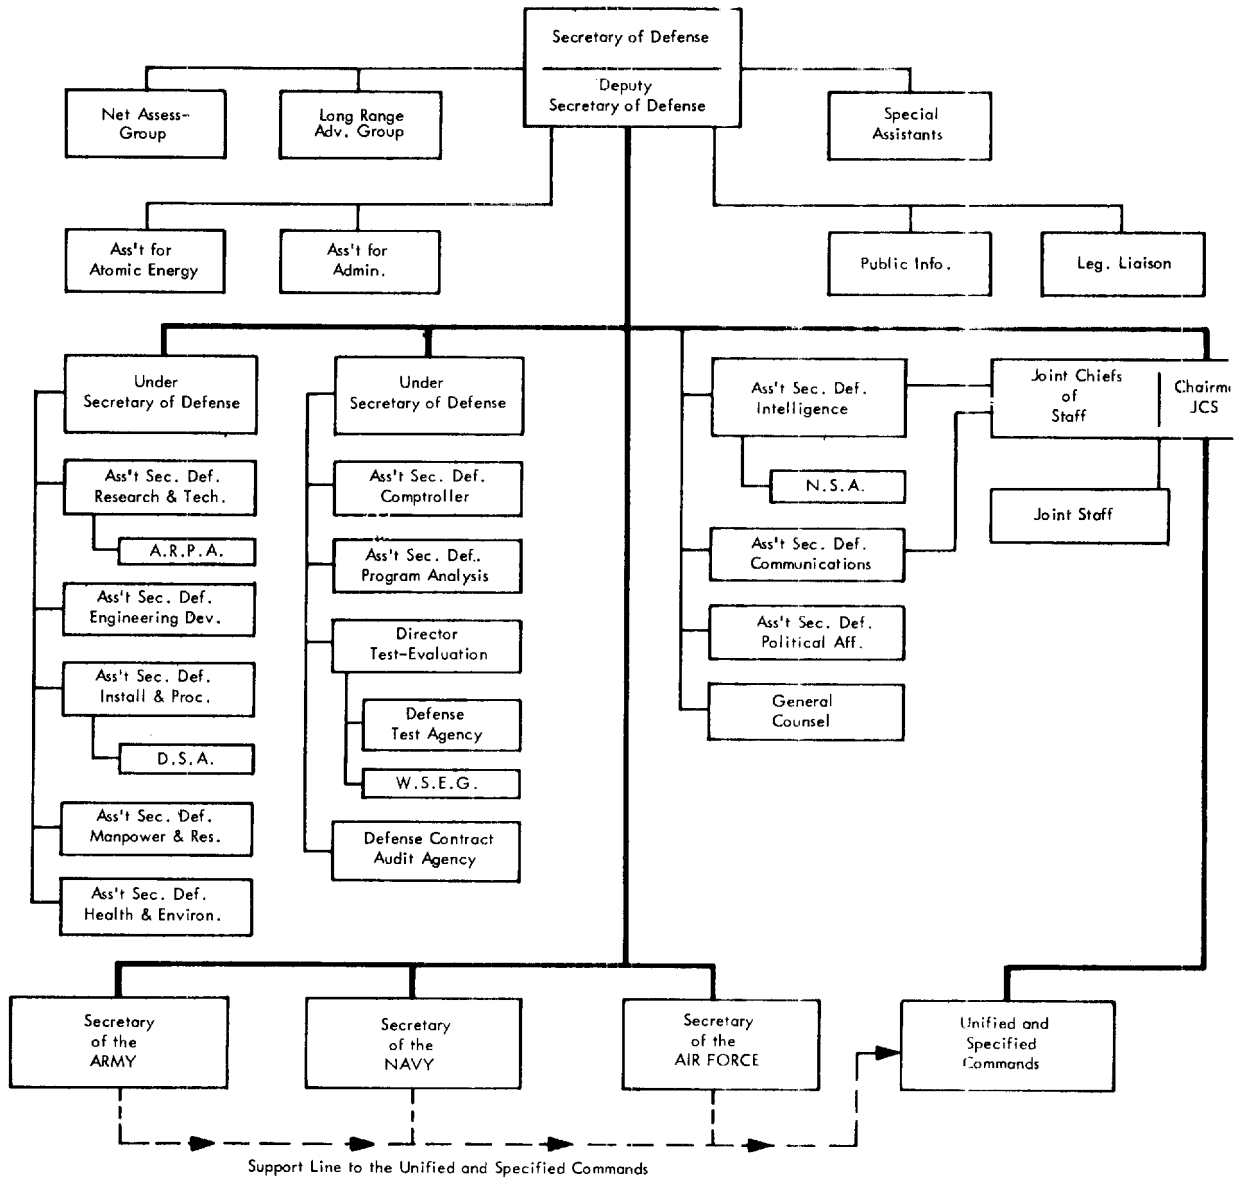 Secretary of Defense
Deputy
Secretary of Defense
Net Assess-
Group
Long Range
Adv. Group
Special
Assistants
Ass't for
Atomic Energy
Ass't for
Admin.
Public Info.
Leg. Liaison
Under
Secretary of Defense
Ass't Sec. Def.
Research & Tech.
A.R.P.A.
Ass't Sec. Def.
Engineering Dev.
Ass't Sec. Def.
Install & Proc.
D.S.A.
Ass't Sec. Def.
Manpower & Res.
Ass't Sec. Def.
Health & Environ.
Under
Secretary of Defense
Ass't Sec. Def.
Comptroller
Ass't Sec. Def..
Program Analysis
Director
Test-Evaluation
Defense
Test Agency
W.S.E.G.
Defense Contract
Audit Agency
Ass't Sec. Def.
Intelligence
N.S.A.
Ass't Sec. Def.
Communications
Ass't Sec. Def.
Political Aff.
General
Counsel
Joint Chiefs
of
Staff
Chairm
JCS
Joint Staff
Secretary
of the
ARMY
Secretary
of the
NAVY
Secretary
of the
AIR FORCE
Unified and
Specified
Commands
Support Line to the Unified and Specified Commands